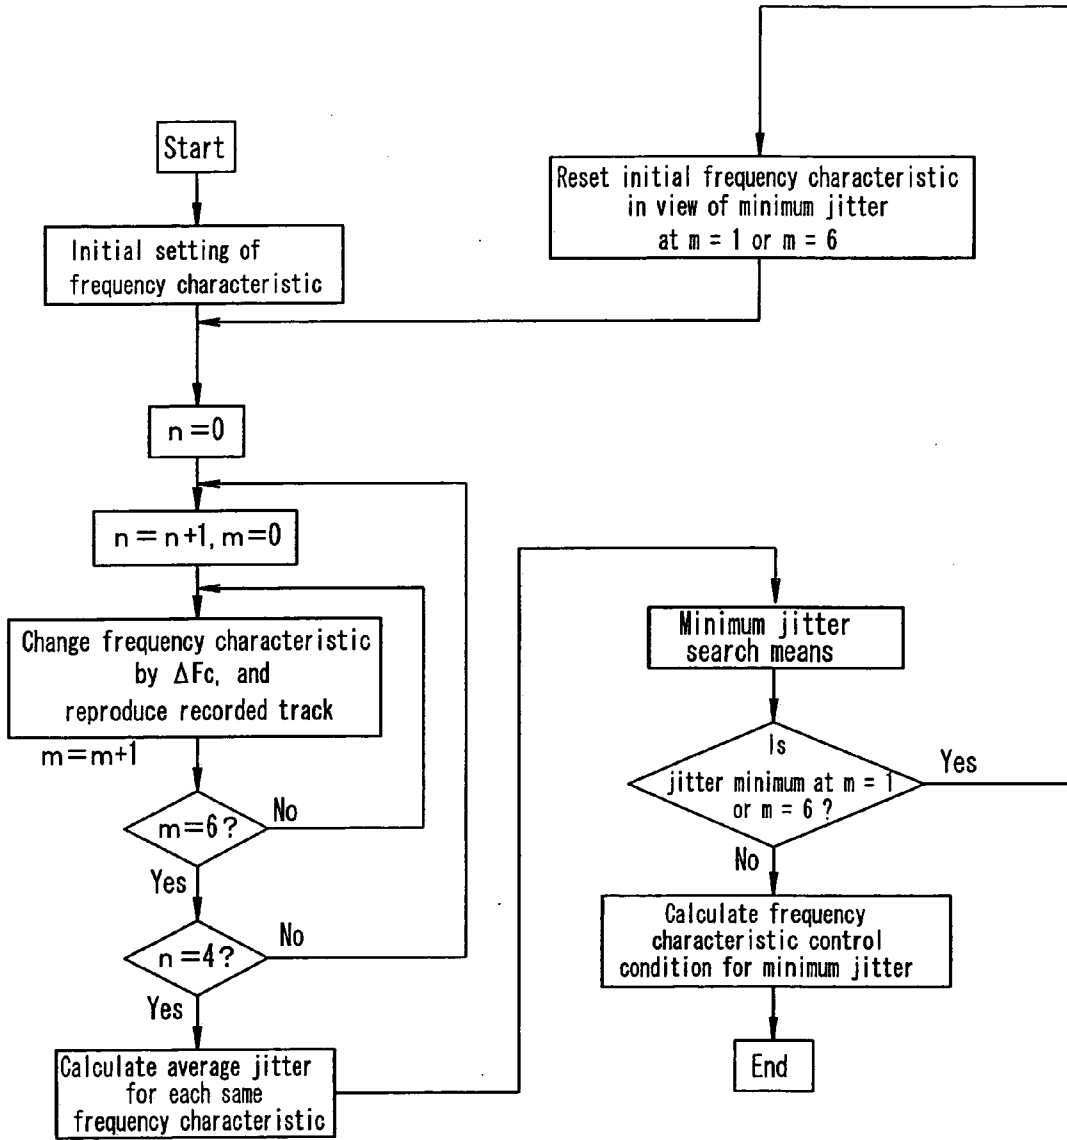 Start
Initial setting of
frequency characteristic
Reset initial frequency characteristic
in view of minimum jitter
at m = 1 or m = 6
n=0
n=n+1, m=0
Change frequency characteristic
by ΔFc, and
reproduce recorded track
m=m+1
m=6?
No
Yes
n=4?
No
Yes
Calculate average jitter
for each same
frequency characteristic
Minimum jitter
search means
Is
jitter minimum at m = 1
or m = 6 ?
Yes
No
Calculate frequency
characteristic control
condition for minimum jitter
End